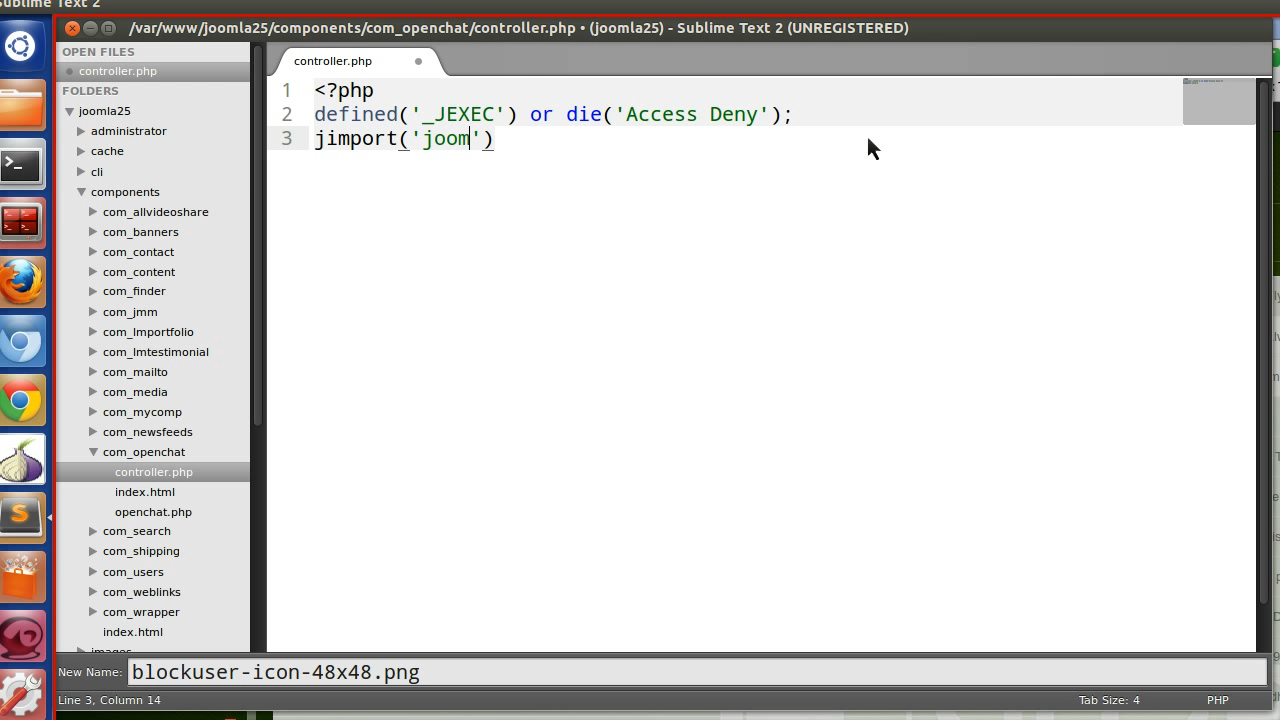 Sublime Text 2
/var/www/joomla25/components/com_openchat/controller.php • (joomla25) - Sublime Text 2 (UNREGISTERED)
OPEN FILES
controller.php
FOLDERS
joomla25
administrator
cache
cli
components
com_allvideoshare
com_banners
com_contact
com_content
com_finder
com_jmm
com_lmportfolio
com_lmtestimonial
com_mailto
com_media
com_mycomp
com_newsfeeds
com_openchat
controller.php
index.html
openchat.php
com_search
com_shipping
com_users
com_weblinks
com_wrapper
index.html
images
controller.php
1 <?php
2 defined('_JEXEC') or die('Access Deny');
3 jimport('joom')
New Name: blockuser-icon-48x48.png
Line 3, Column 14
Tab Size: 4
PHP